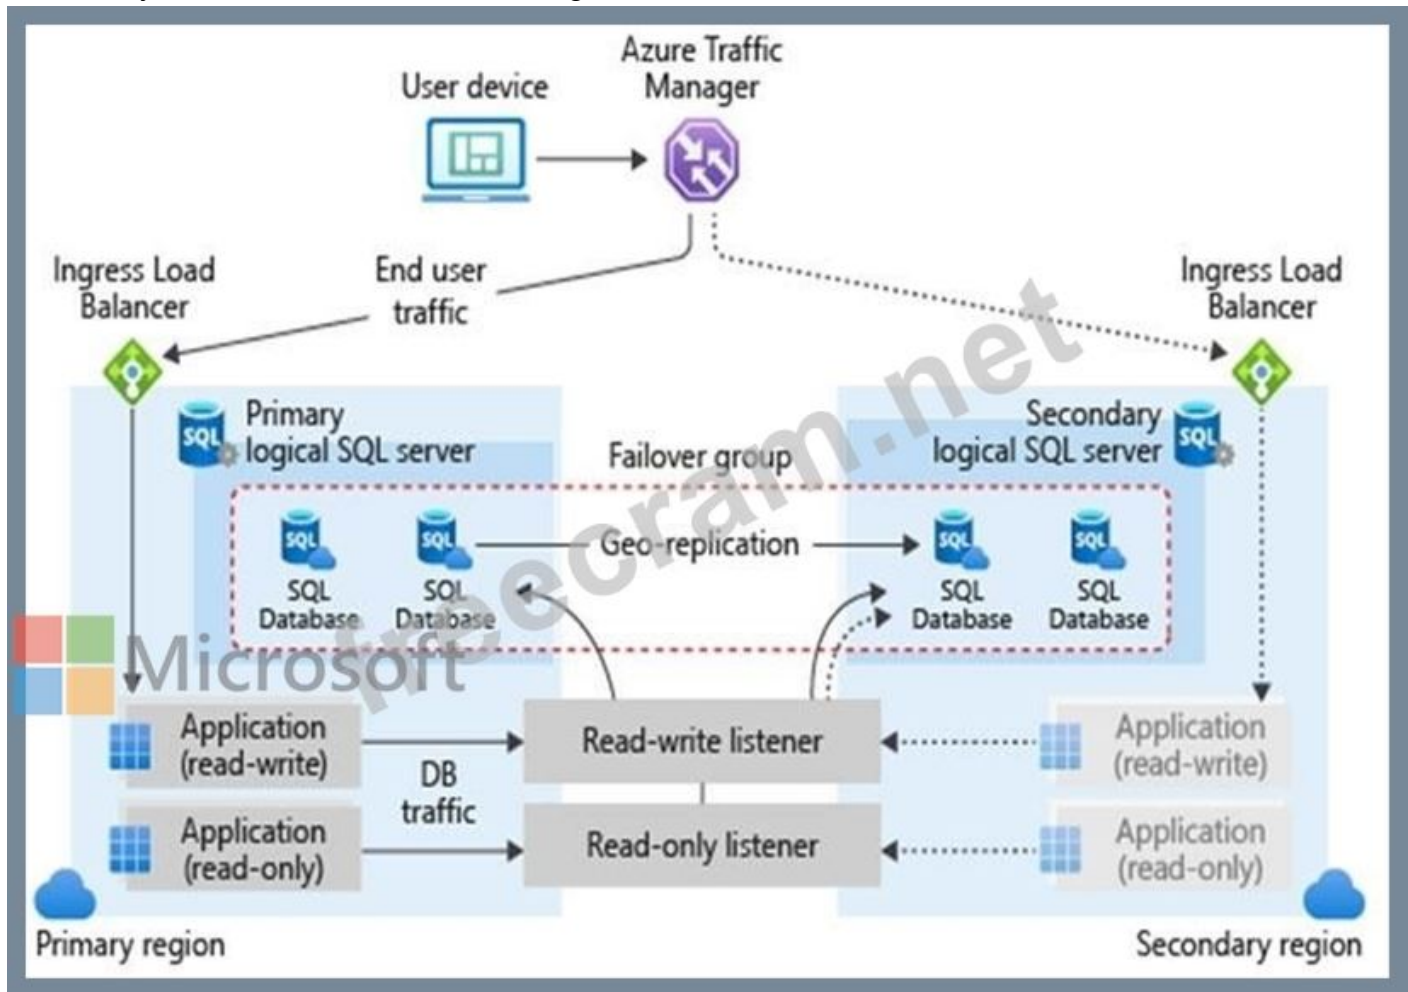 Azure Traffic
Manager
User device
Ingress Load
Balancer
End user
traffic
Ingress Load
Balancer
SQL
Primary
logical SQL server
Failover group
Secondary
logical SQL server
SQL
SQL
SQL
Database
SQL
SQL
Database
Geo-replication
SQL
SQL
Database
SQL
SQL
Database
Microsoft
freecram.net
Application
(read-write)
DB
traffic
Read-write listener
Application
(read-write)
Application
(read-only)
Read-only listener
Application
(read-only)
Primary region
Secondary region